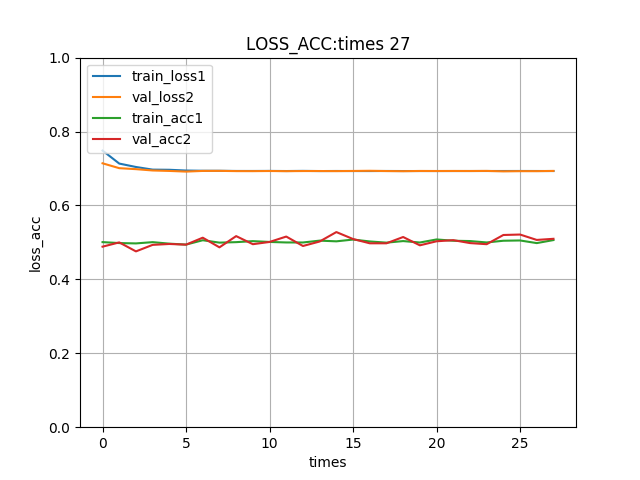 LOSS_ACC:times 27
1.0
0.8
0.6
0.4
0.2
0.0
loss_acc
train_loss1
val_loss2
train_acc1
val_acc2
0 5 10 15 20 25
times